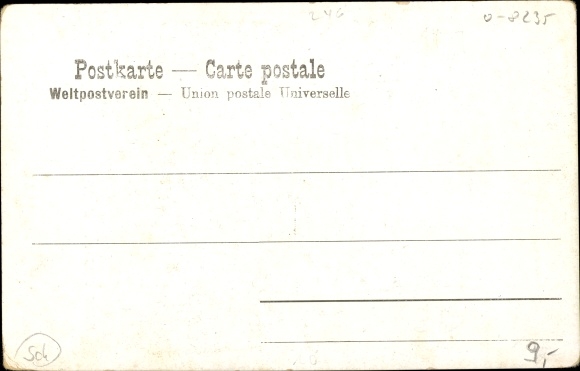 0-8235
Postkarte — Carte postale
Weltpostverein — Union postale Universelle
Sch
9,-